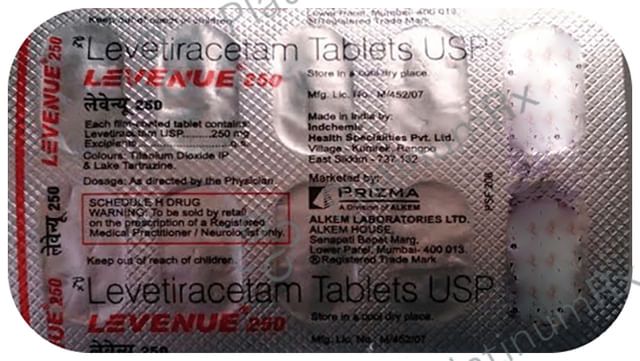 Keep out of reach of children.
Lower Parel, Mumbai- 400 013.
®Registered Trade Mark
LEVENUE® 250
Levetiracetam Tablets USP
LEVENUE® 250
लेवेन्यू 250
Each film-coated tablet contains:
Levetiracetam USP.........250 mg
Excipients....................q.s.
Colours: Titanium Dioxide IP
& Lake Tartrazine.
Dosage: As directed by the Physician
SCHEDULE H DRUG
WARNING: To be sold by retail
on the prescription of a Registered
Medical Practitioner / Neurologist only.
Keep out of reach of children.
Store in a cool dry place.
Mfg. Lic. No.: M/452/07
Made in India by:
Indchemie
Health Specialities Pvt. Ltd.
Village - Kumrek, Rangpo
East Sikkim - 737 132
Marketed by:
PRIZMA
A Division of ALKEM
ALKEM LABORATORIES LTD.
ALKEM HOUSE,
Senapati Bapat Marg,
Lower Parel, Mumbai- 400 013.
®Registered Trade Mark
PSF 206
लेवेन्यू 250
250
Levetiracetam Tablets USP
LEVENUE® 250
लेवेन्यू 250
Store in a cool dry place.
Mfg. Lic. No.: M/452/07